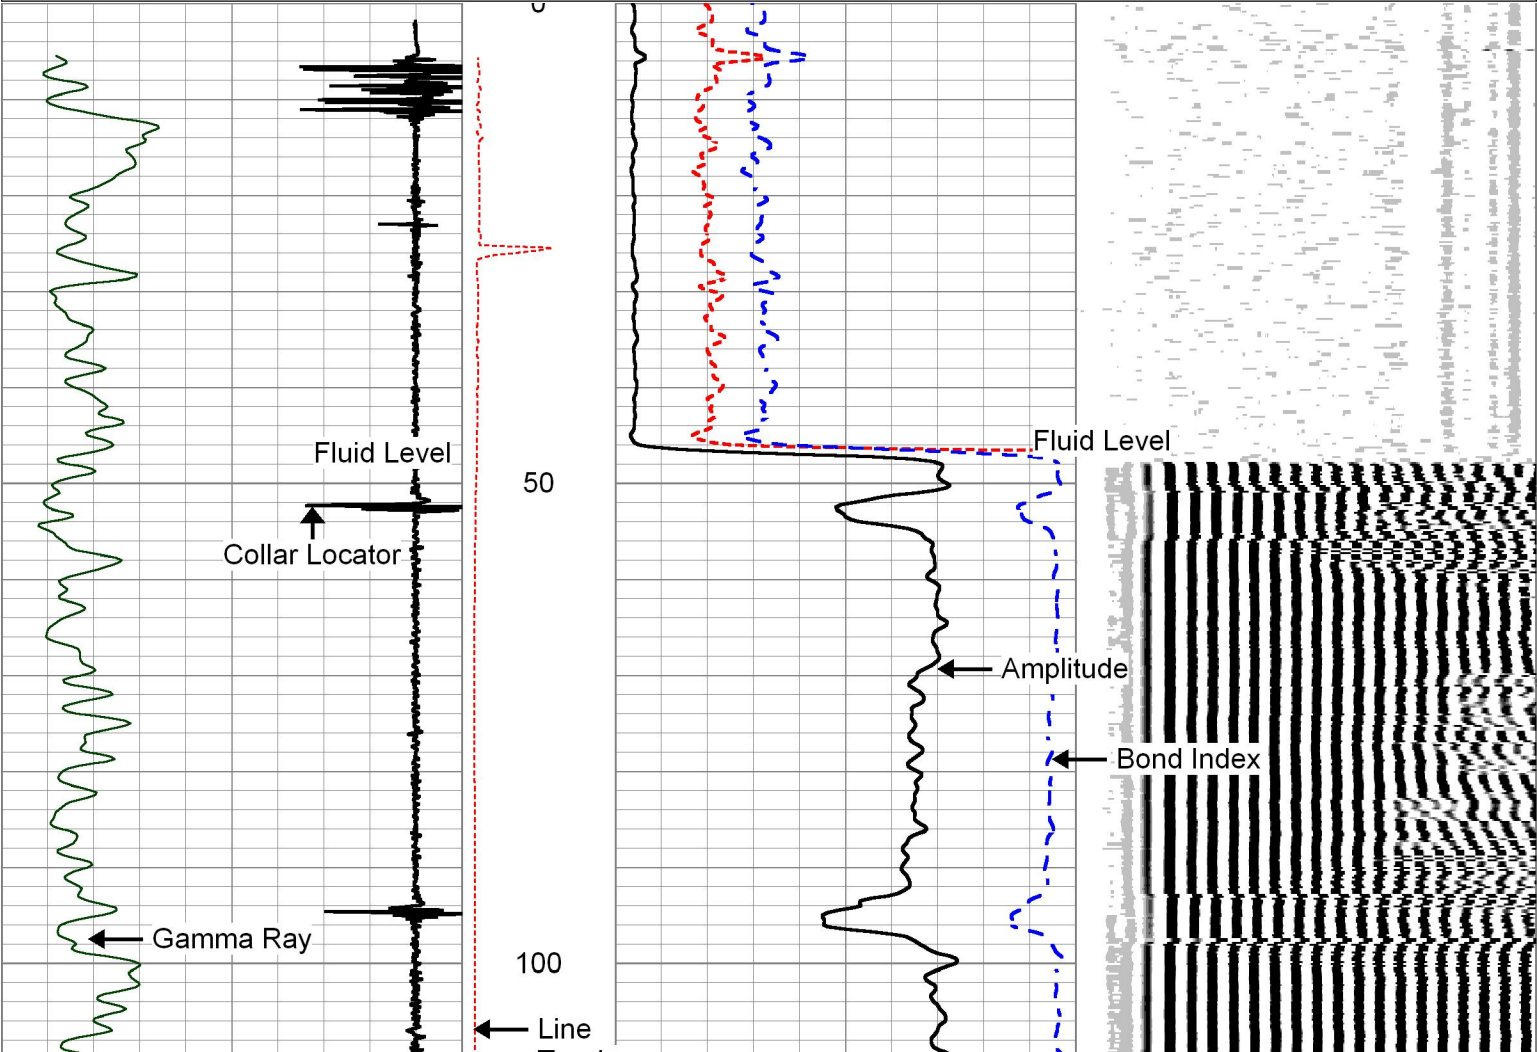 0
Fluid Level
Fluid Level
50
Collar Locator
Amplitude
Bond Index
Gamma Ray
100
Line